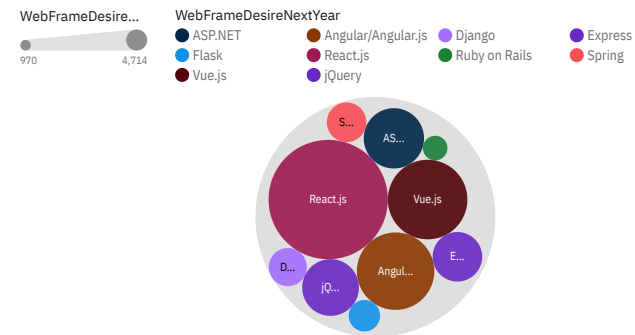 WebFrameDesire...
970 4,714
WebFrameDesireNextYear
ASP.NET Angular/Angular.js Django Express
Flask React.js Ruby on Rails Spring
Vue.js jQuery
S...
AS...
React.js
Vue.js
E...
D...
Angul...
jQ...